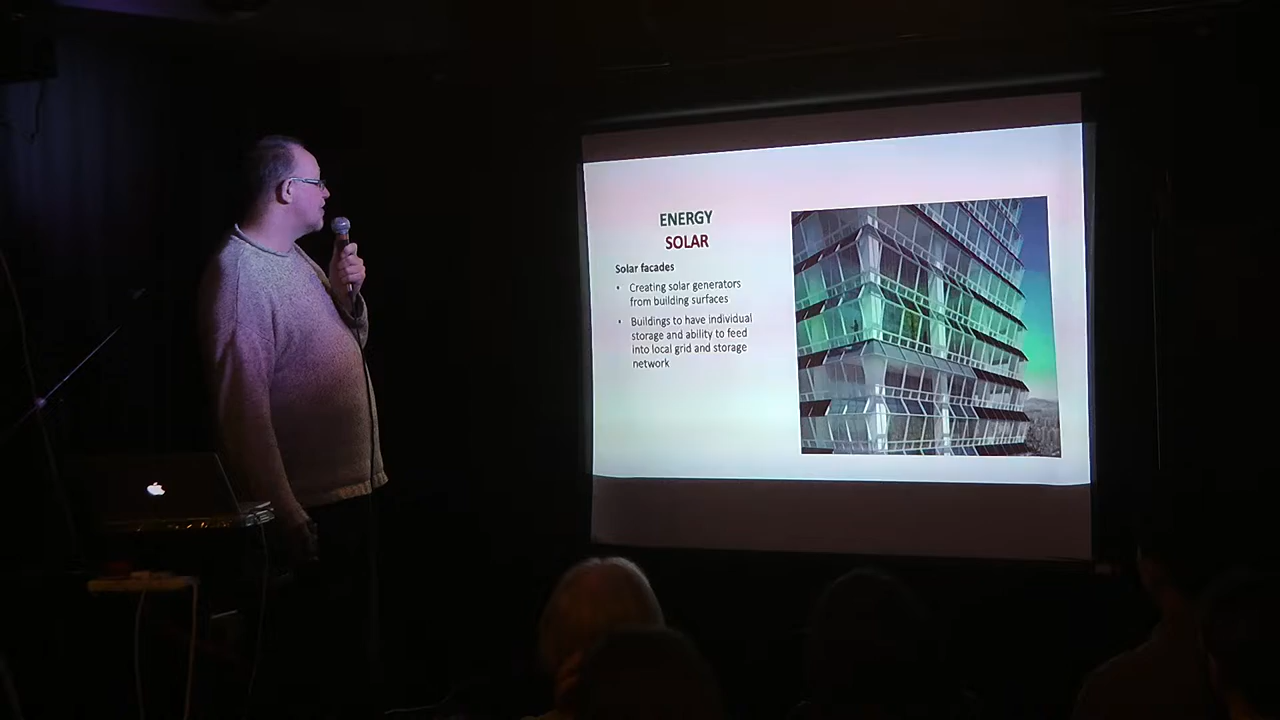 ENERGY
SOLAR
Solar facades
• Creating solar generators
from building surfaces
• Buildings to have individual
storage and ability to feed
into local grid and storage
network